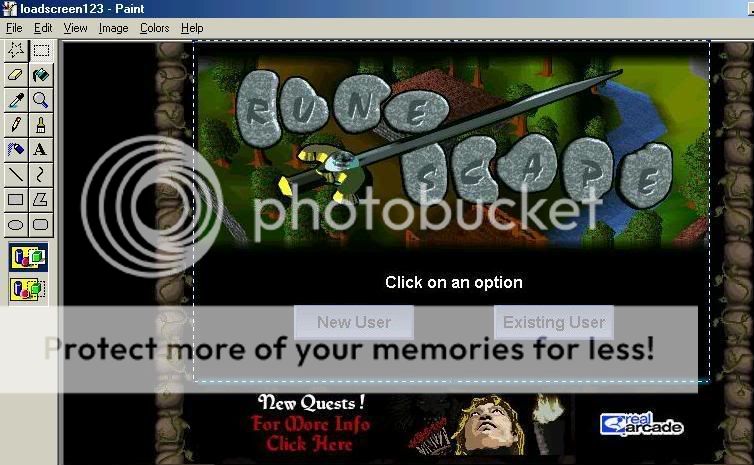 loadscreen123 - Paint
File Edit View Image Colors Help
RUNE
SCAPE
photobucket
Click on an option
New User Existing User
Protect more of your memories for less!
New Quests!
For More Info
Click Here
real
arcade